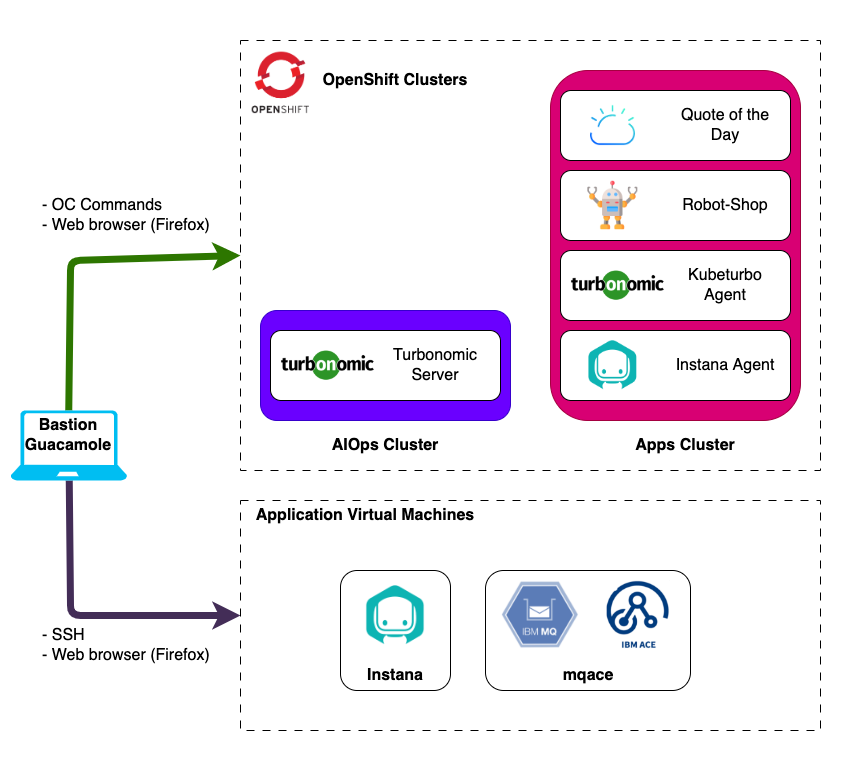 OPENSHIFT
OpenShift Clusters
Quote of the
Day
Robot-Shop
turbonomic
Kubeturbo
Agent
Instana Agent
Apps Cluster
turbonomic
Turbonomic
Server
AIOps Cluster
- OC Commands
- Web browser (Firefox)
Bastion
Guacamole
- SSH
- Web browser (Firefox)
Application Virtual Machines
Instana
IBM MQ
IBM ACE
mqace